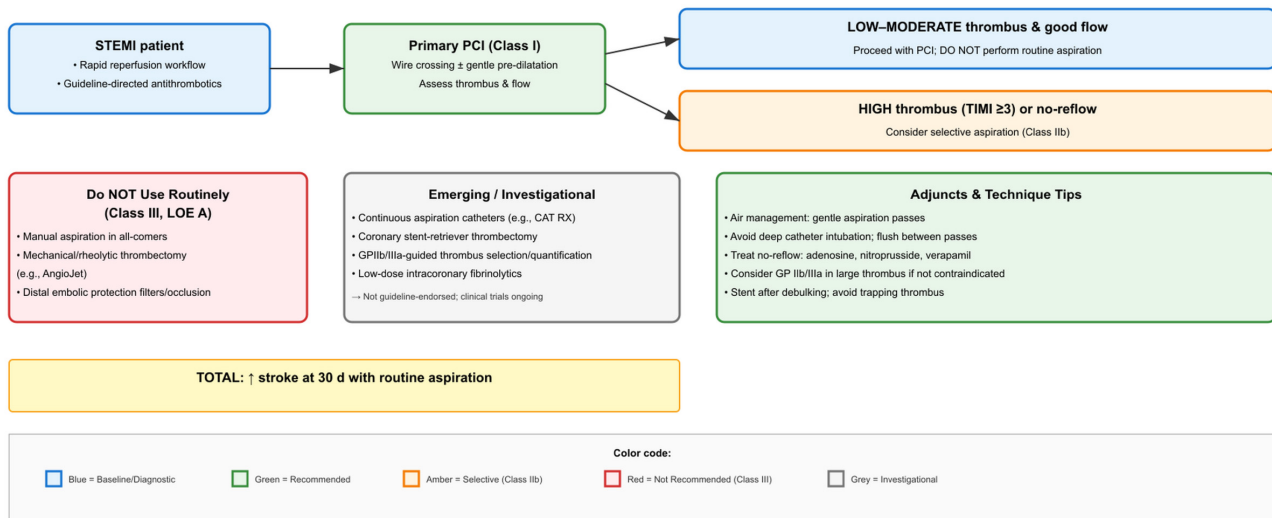 STEMI patient
• Rapid reperfusion workflow
• Guideline-directed antithrombotics
Primary PCI (Class I)
Wire crossing ± gentle pre-dilatation
Assess thrombus & flow
LOW–MODERATE thrombus & good flow
Proceed with PCI; DO NOT perform routine aspiration
HIGH thrombus (TIMI ≥3) or no-reflow
Consider selective aspiration (Class IIb)
Do NOT Use Routinely
(Class III, LOE A)
• Manual aspiration in all-comers
• Mechanical/rheolytic thrombectomy
(e.g., AngioJet)
• Distal embolic protection filters/occlusion
Emerging / Investigational
• Continuous aspiration catheters (e.g., CAT RX)
• Coronary stent-retriever thrombectomy
• GPIIb/IIIa-guided thrombus selection/quantification
• Low-dose intracoronary fibrinolytics
→ Not guideline-endorsed; clinical trials ongoing
Adjuncts & Technique Tips
• Air management: gentle aspiration passes
• Avoid deep catheter intubation; flush between passes
• Treat no-reflow: adenosine, nitroprusside, verapamil
• Consider GP IIb/IIIa in large thrombus if not contraindicated
• Stent after debulking; avoid trapping thrombus
TOTAL: ↑ stroke at 30 d with routine aspiration
Color code:
Blue = Baseline/Diagnostic
Green = Recommended
Amber = Selective (Class IIb)
Red = Not Recommended (Class III)
Grey = Investigational